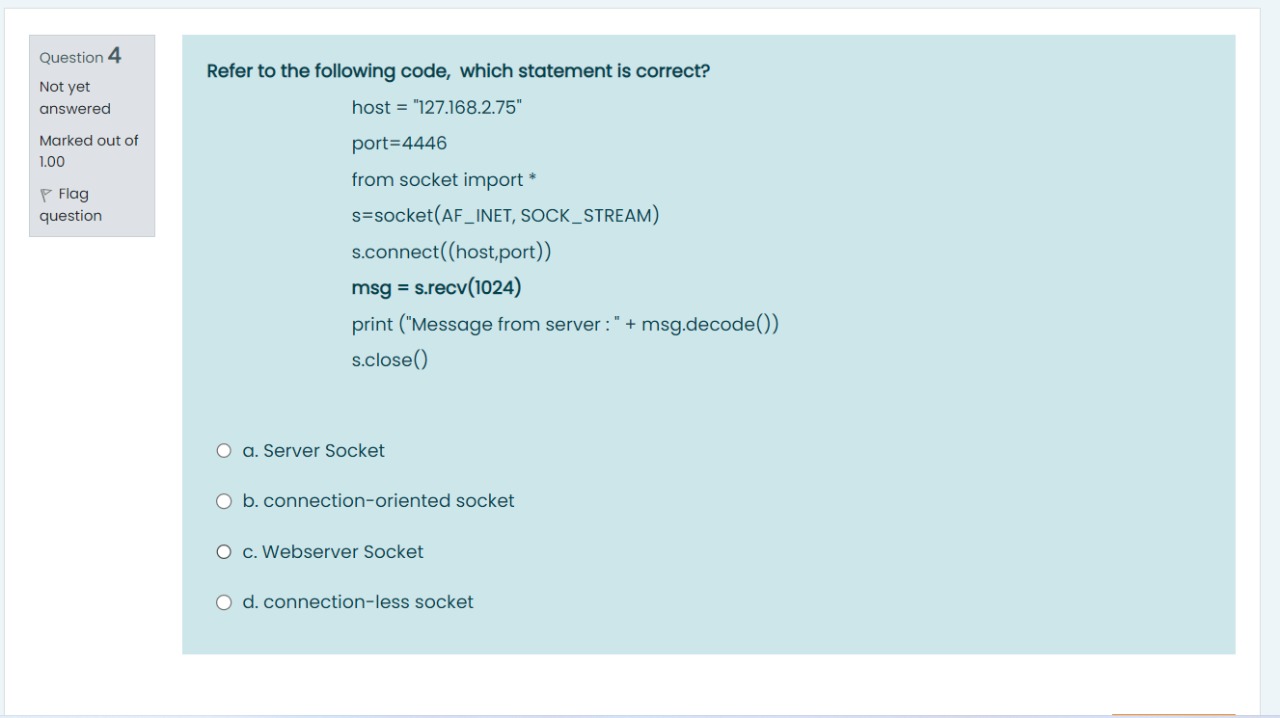 Question 4
Not yet
answered
Marked out of
1.00
Flag
question
Refer to the following code, which statement is correct?
host = "127.168.2.75"
port=4446
from socket import *
s=socket(AF_INET, SOCK_STREAM)
s.connect((host,port))
msg = s.recv(1024)
print ("Message from server : " + msg.decode())
s.close()
a. Server Socket
b. connection-oriented socket
c. Webserver Socket
d. connection-less socket